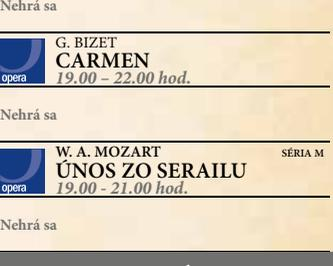 Nehrá sa
G. BIZET
CARMEN
opera
19.00 – 22.00 hod.
Nehrá sa
W. A. MOZART SÉRIA M
ÚNOS ZO SERAILU
opera
19.00 - 21.00 hod.
Nehrá sa